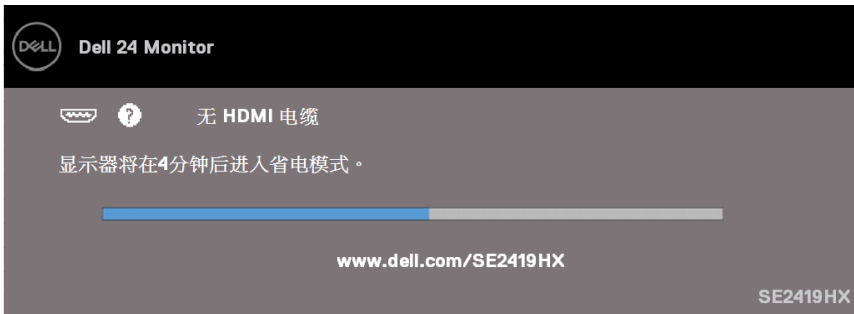 DELL
Dell 24 Monitor
?
无 HDMI 电缆
显示器将在4分钟后进入省电模式。
www.dell.com/SE2419HX
SE2419HX